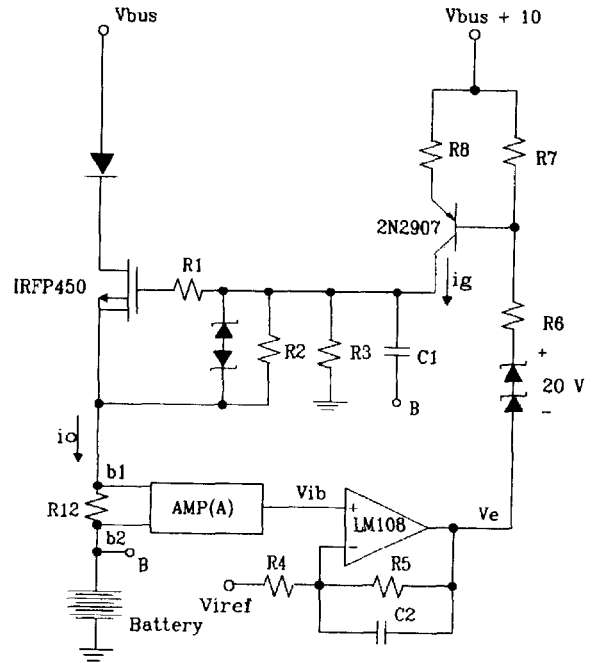 Vbus
Vbus + 10
R8
R7
2N2907
IRFP450
R1
ig
R2
R3
C1
R6
+
20 V
-
B
io
b1
R12
AMP(A)
Vib
+
LM108
-
Ve
b2
B
R4
R5
Viref
C2
Battery